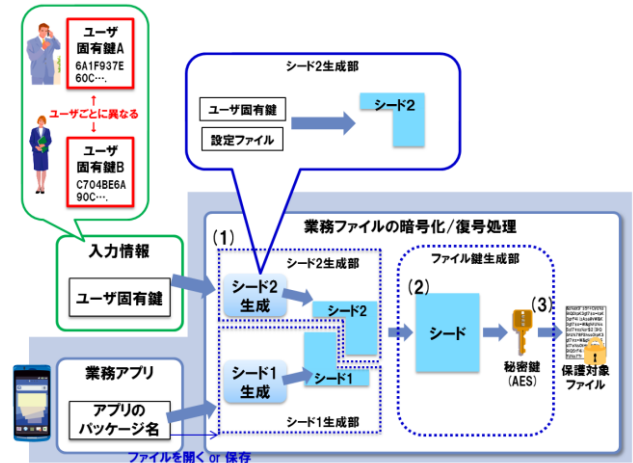 ユーザ
固有鍵A
6A1F937E
60C….
ユーザごとに異なる
ユーザ
固有鍵B
C704BE6A
90C….
シード2生成部
ユーザ固有鍵
設定ファイル
シード2
入力情報
ユーザ固有鍵
業務アプリ
アプリの
パッケージ名
ファイルを開く or 保存
業務ファイルの暗号化/復号処理
(1)
シード2生成部
シード2
生成
シード2
シード1
生成
シード1
シード1生成部
ファイル鍵生成部
(2)
シード
(3)
秘密鍵
(AES)
保護対象
ファイル